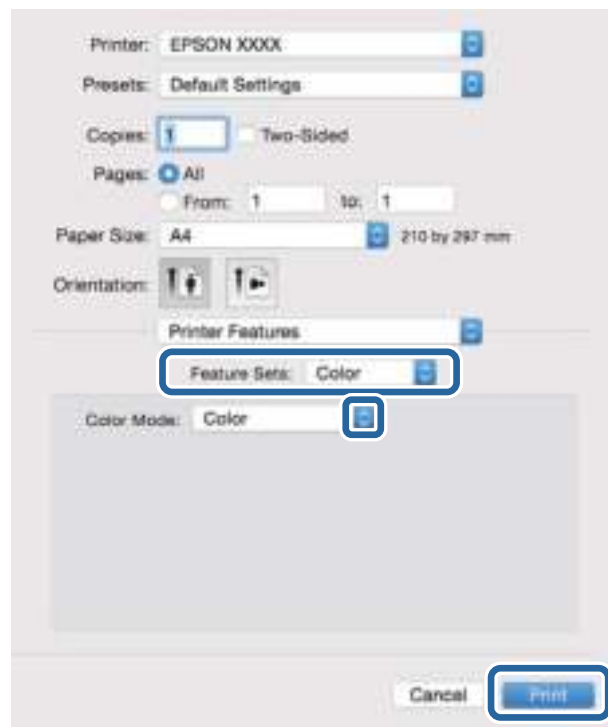 Printer: EPSON XXXX
Presets: Default Settings
Copies: 1 Two-Sided
Pages: All
From: 1 to: 1
Paper Size: A4 210 by 297 mm
Orientation:
Printer Features
Feature Sets: Color
Color Mode: Color
Cancel Print